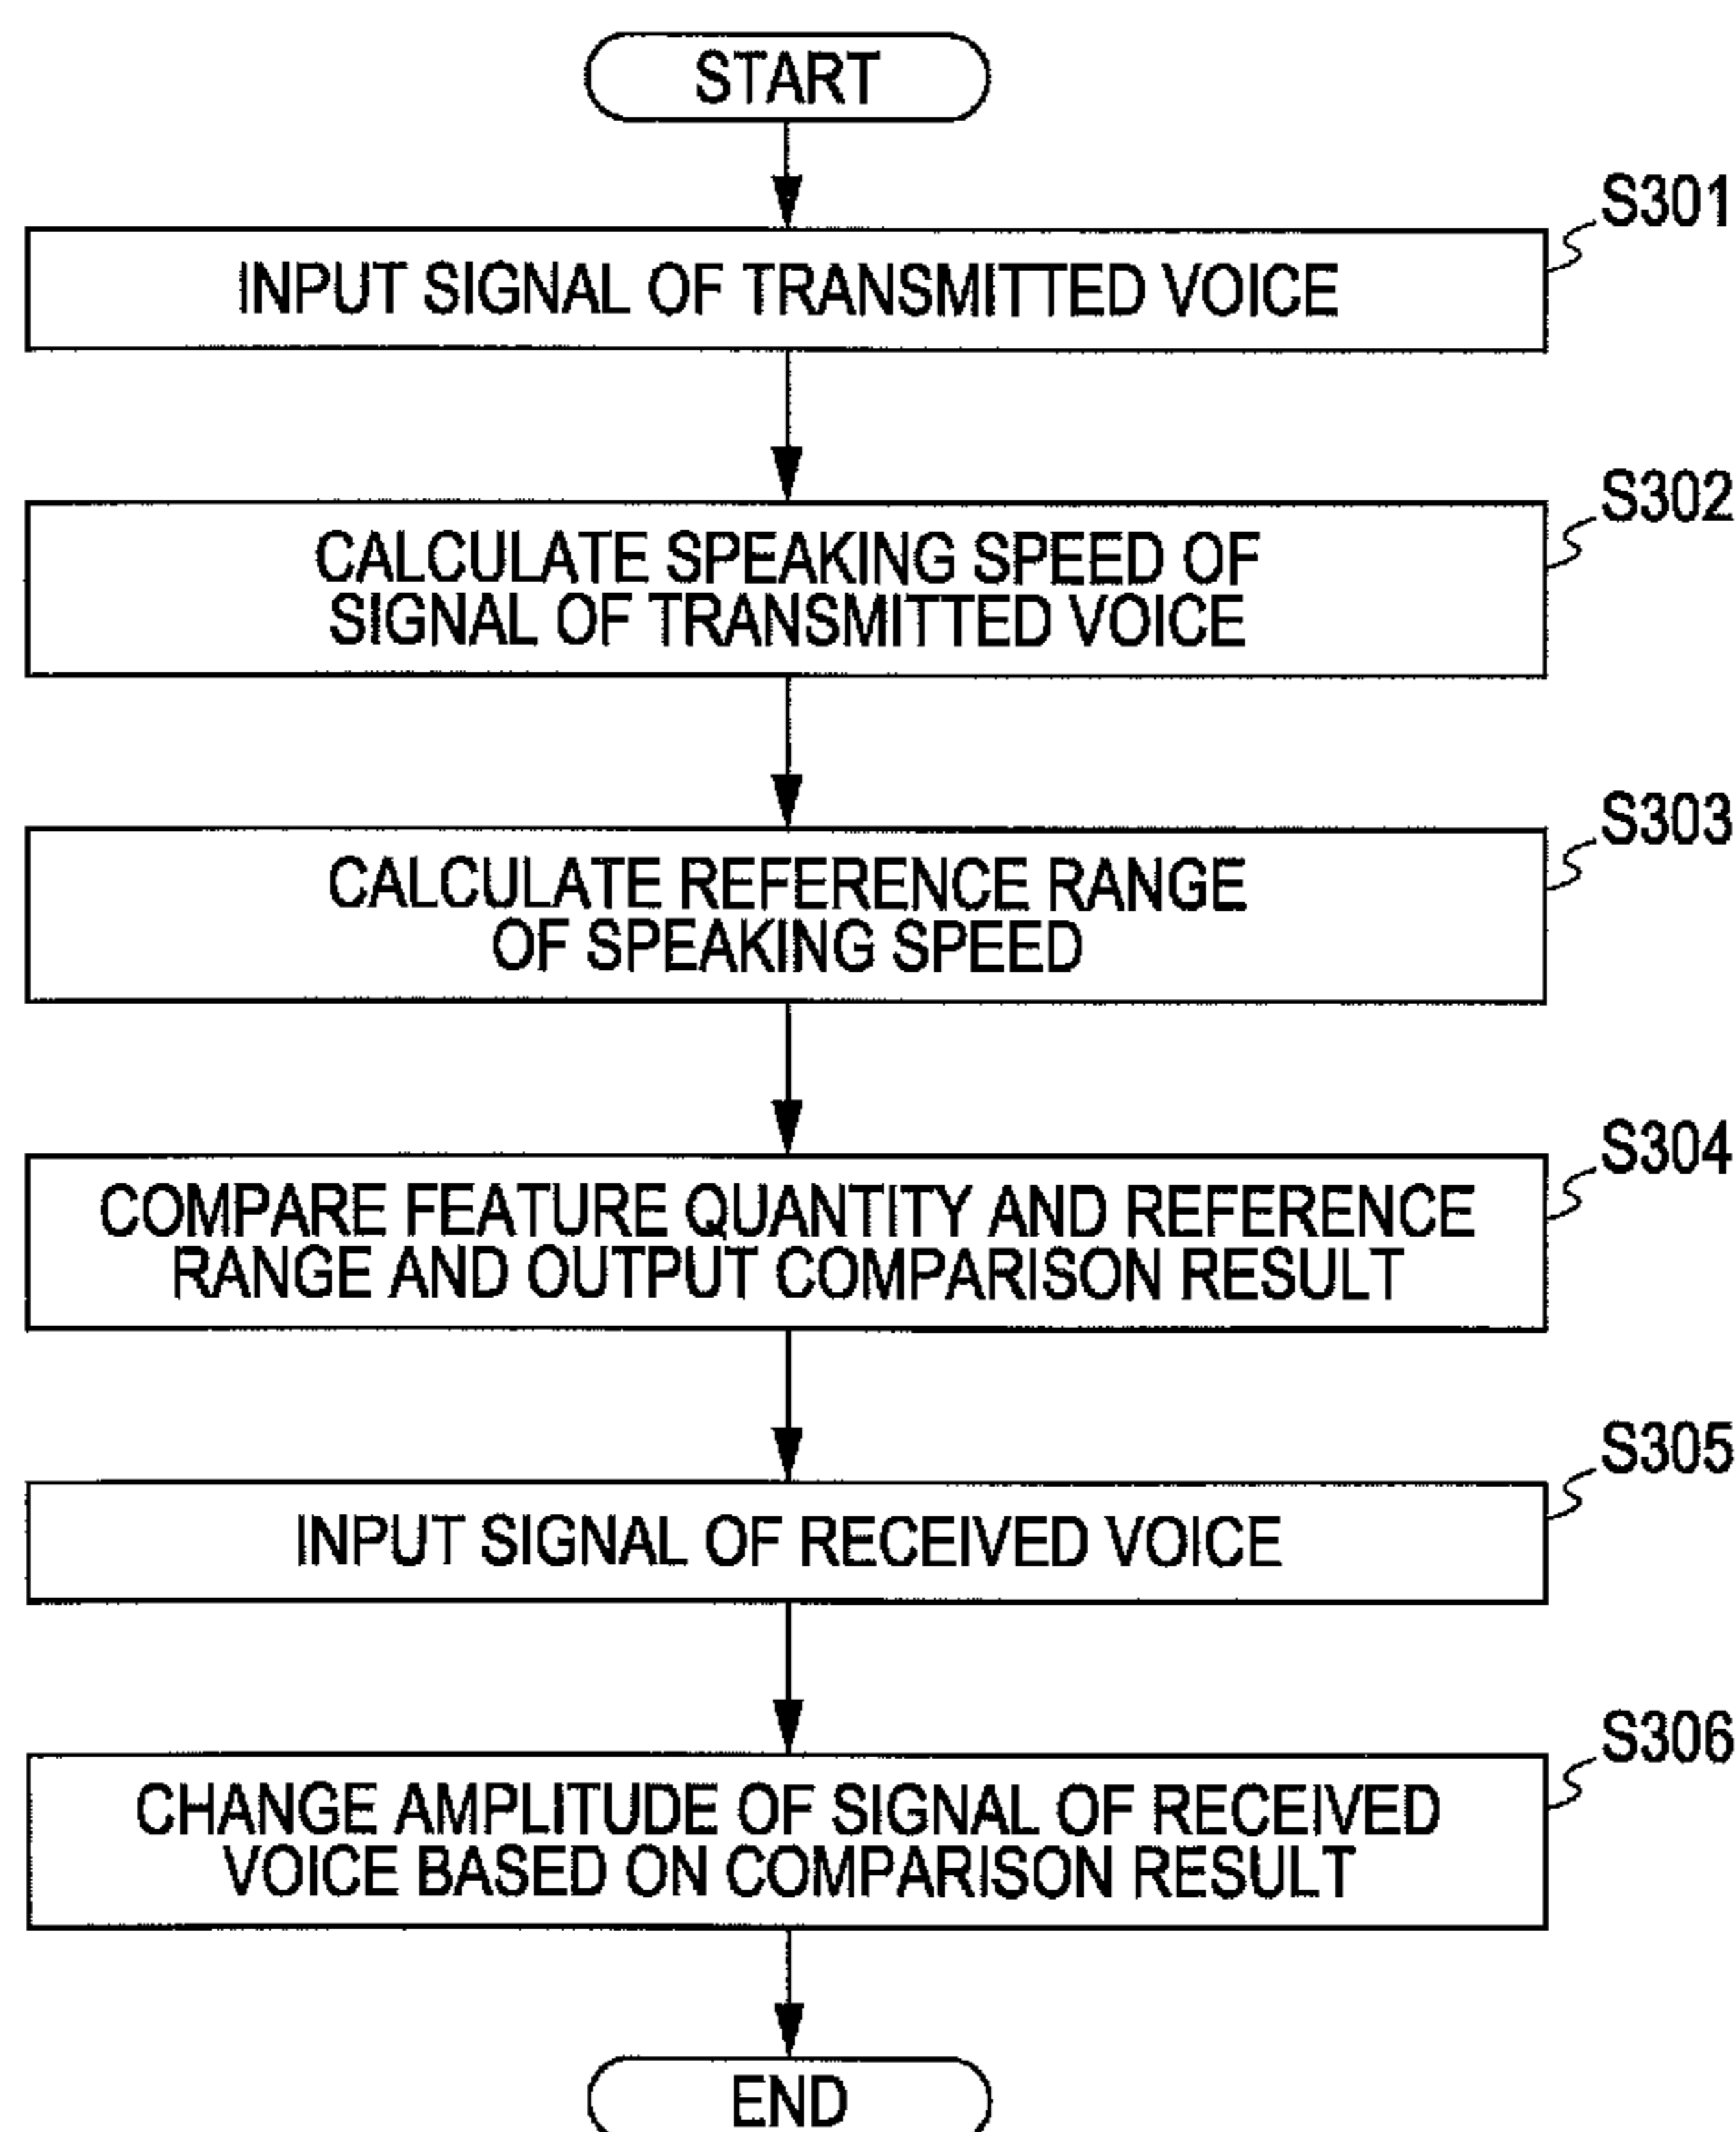 START
S301
INPUT SIGNAL OF TRANSMITTED VOICE
S302
CALCULATE SPEAKING SPEED OF
SIGNAL OF TRANSMITTED VOICE
S303
CALCULATE REFERENCE RANGE
OF SPEAKING SPEED
S304
COMPARE FEATURE QUANTITY AND REFERENCE
RANGE AND OUTPUT COMPARISON RESULT
S305
INPUT SIGNAL OF RECEIVED VOICE
S306
CHANGE AMPLITUDE OF SIGNAL OF RECEIVED
VOICE BASED ON COMPARISON RESULT
END